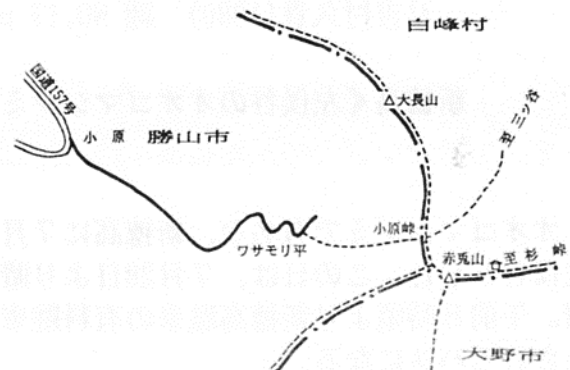 白峰村
大長山
国道157号
小原
勝山市
至三ッ谷
ワサモリ平
小原峠
赤兎山
至杉峠
大野市